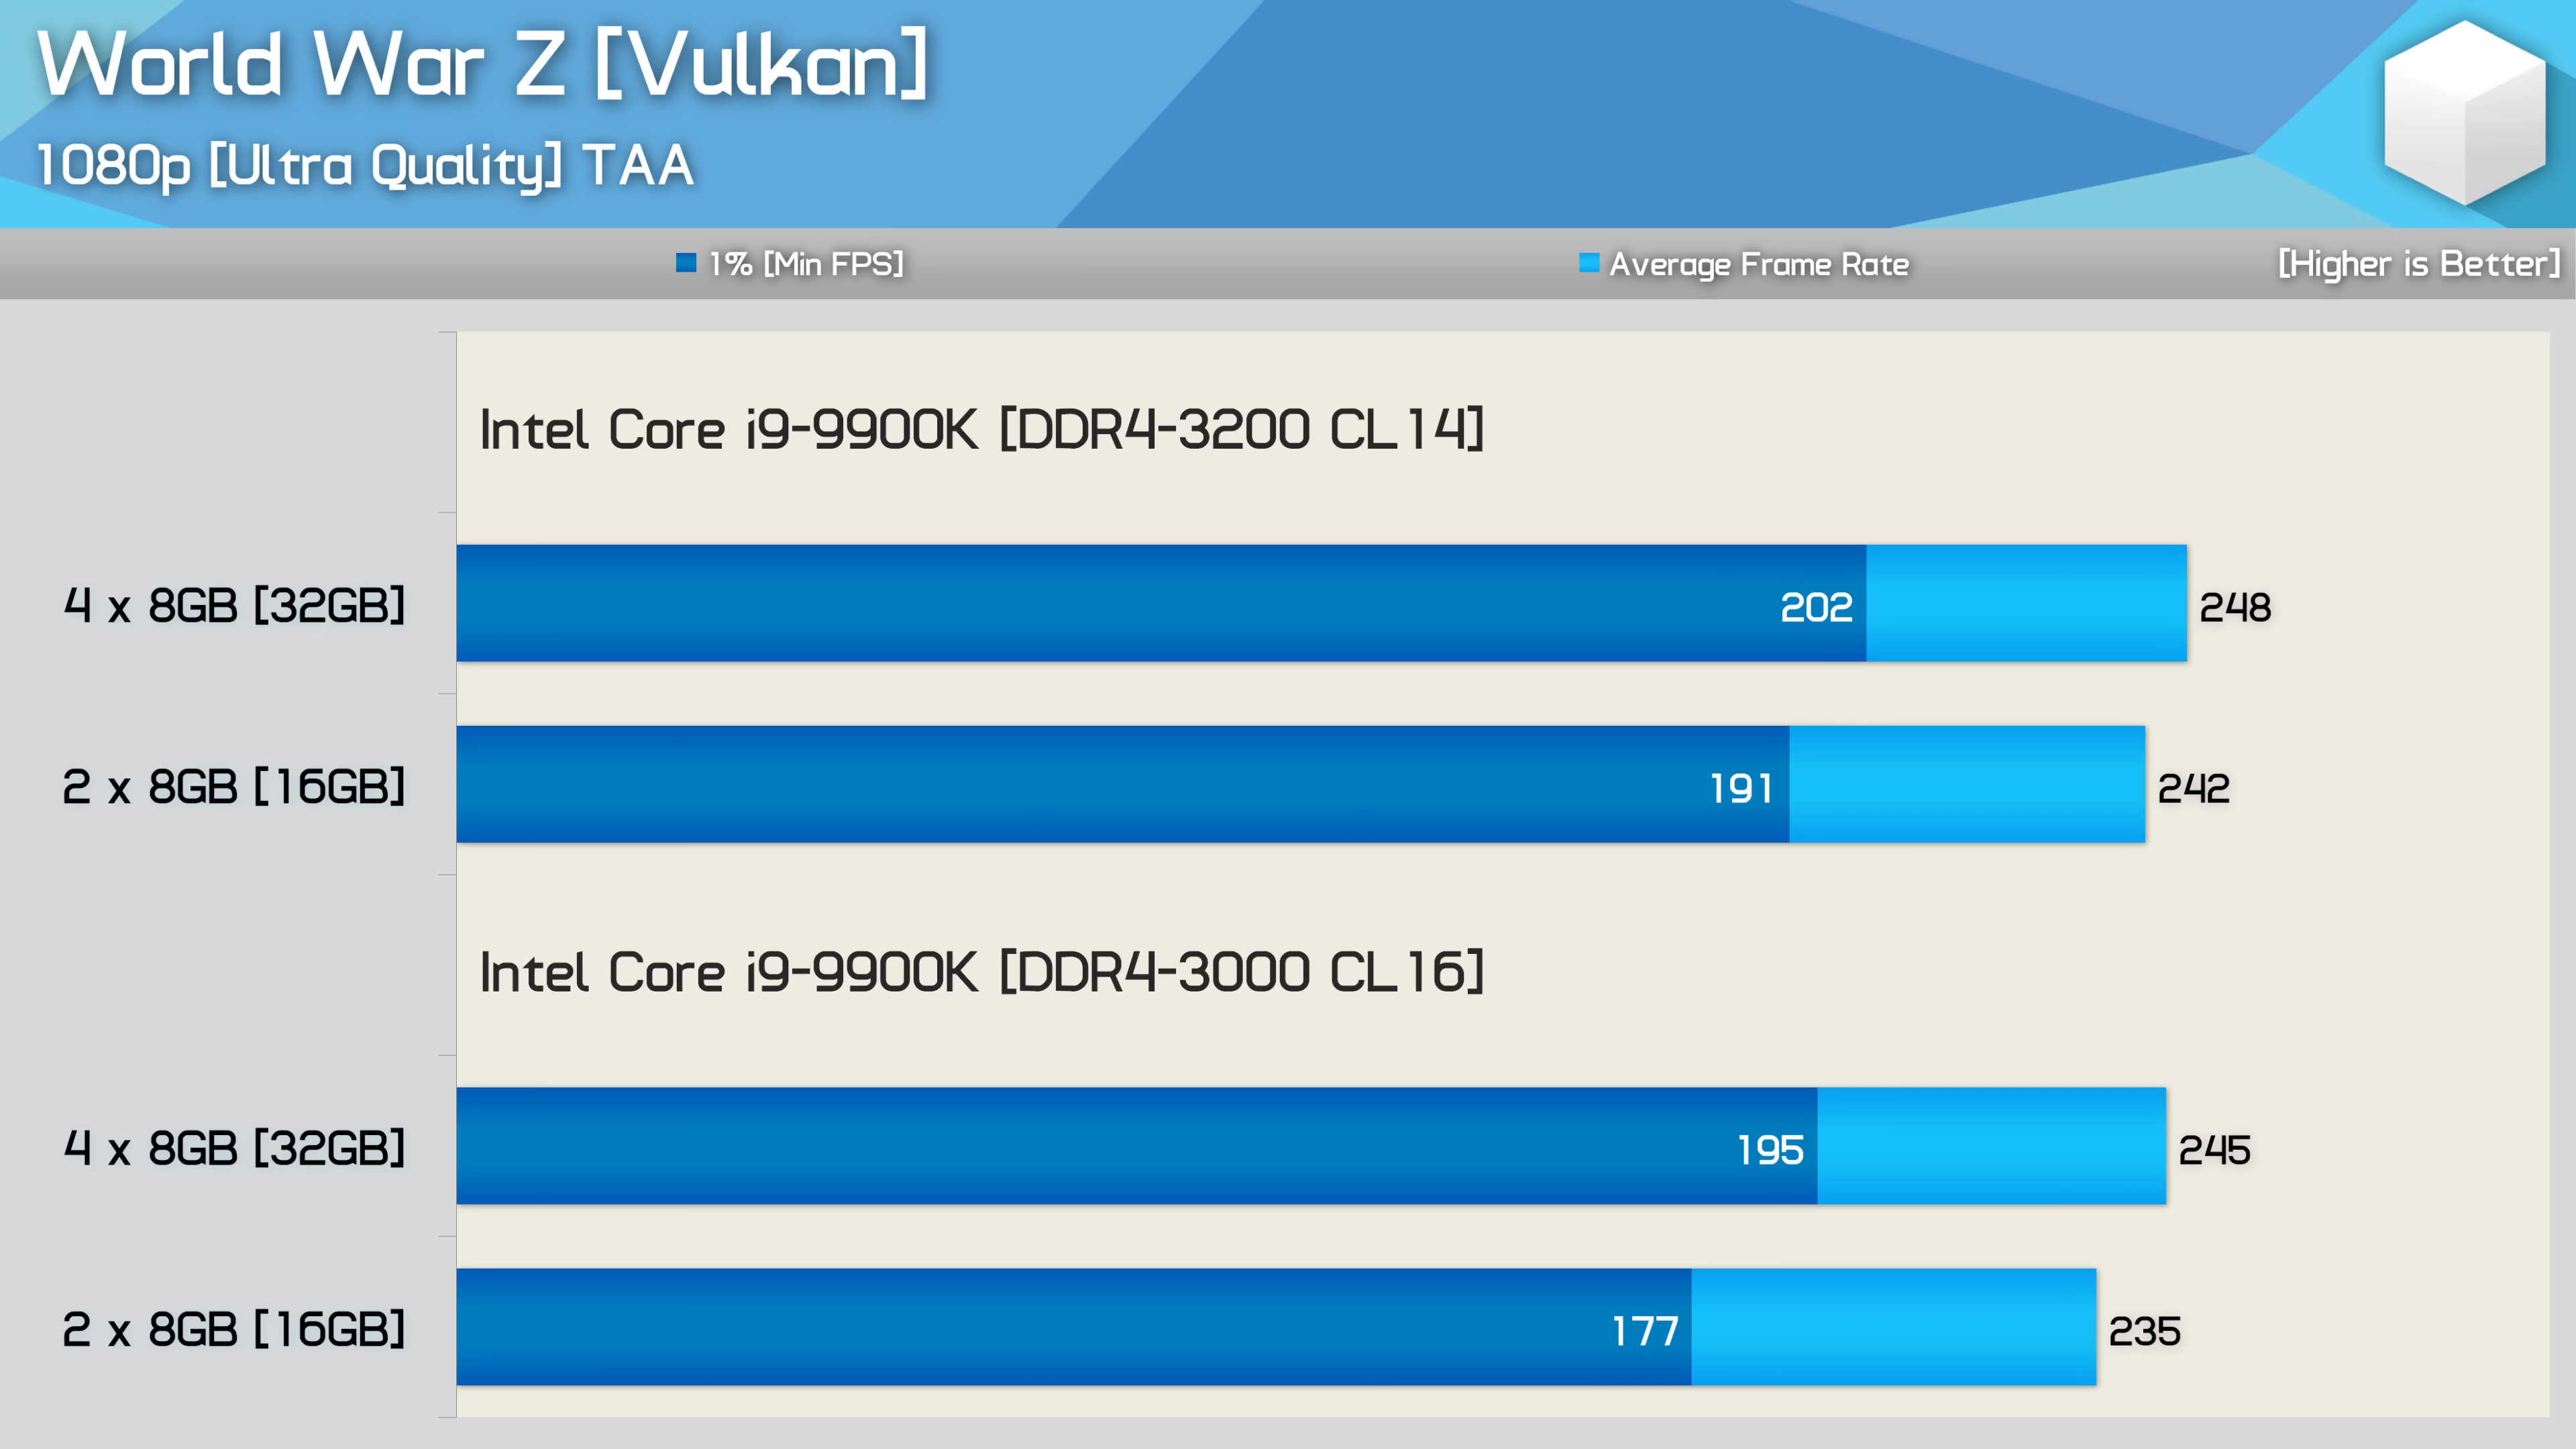 World War Z [Vulkan]
1080p [Ultra Quality] TAA
1% [Min FPS] Average Frame Rate [Higher is Better]
Intel Core i9-9900K [DDR4-3200 CL14]
4 x 8GB [32GB] 202 248
2 x 8GB [16GB] 191 242
Intel Core i9-9900K [DDR4-3000 CL16]
4 x 8GB [32GB] 195 245
2 x 8GB [16GB] 177 235